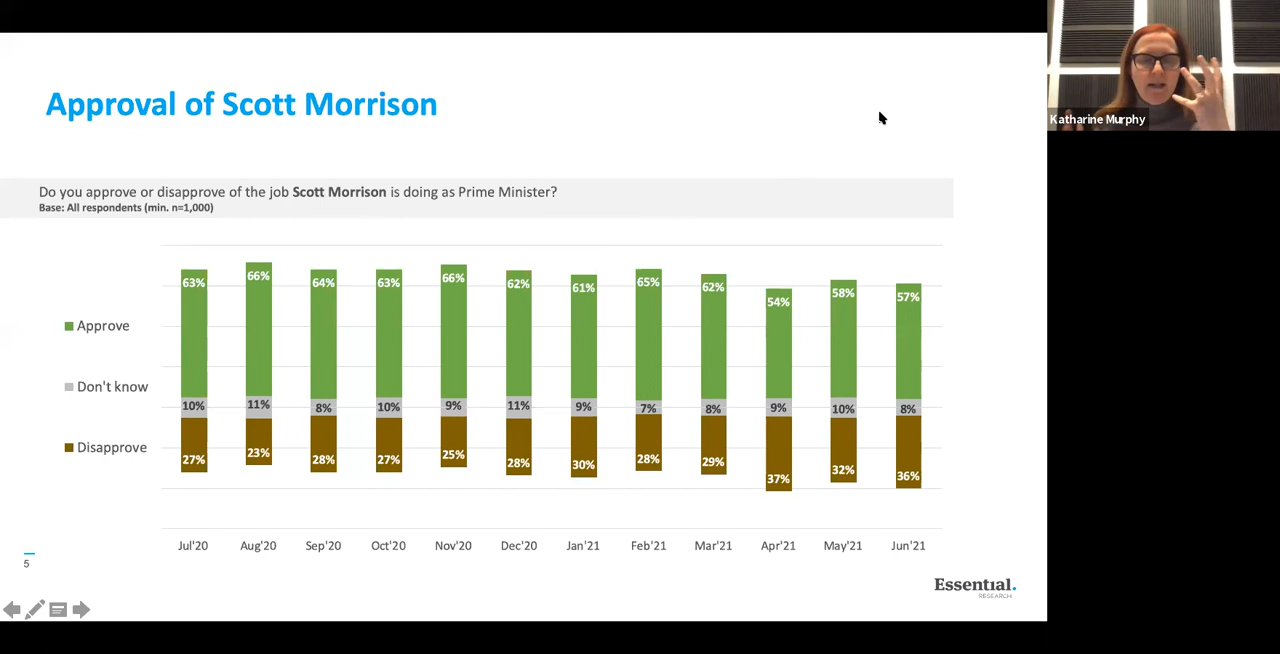 Approval of Scott Morrison
Katharine Murphy
Do you approve or disapprove of the job Scott Morrison is doing as Prime Minister?
Base: All respondents (min. n=1,000)
63% 66% 64% 63% 66% 62% 61% 65% 62% 54% 58% 57%
Approve
Don't know
10% 11% 8% 10% 9% 11% 9% 7% 8% 9% 10% 8%
Disapprove
27% 23% 28% 27% 25% 28% 30% 28% 29% 37% 32% 36%
Jul'20 Aug'20 Sep'20 Oct'20 Nov'20 Dec'20 Jan'21 Feb'21 Mar'21 Apr'21 May'21 Jun'21
5
Essential.
RESEARCH